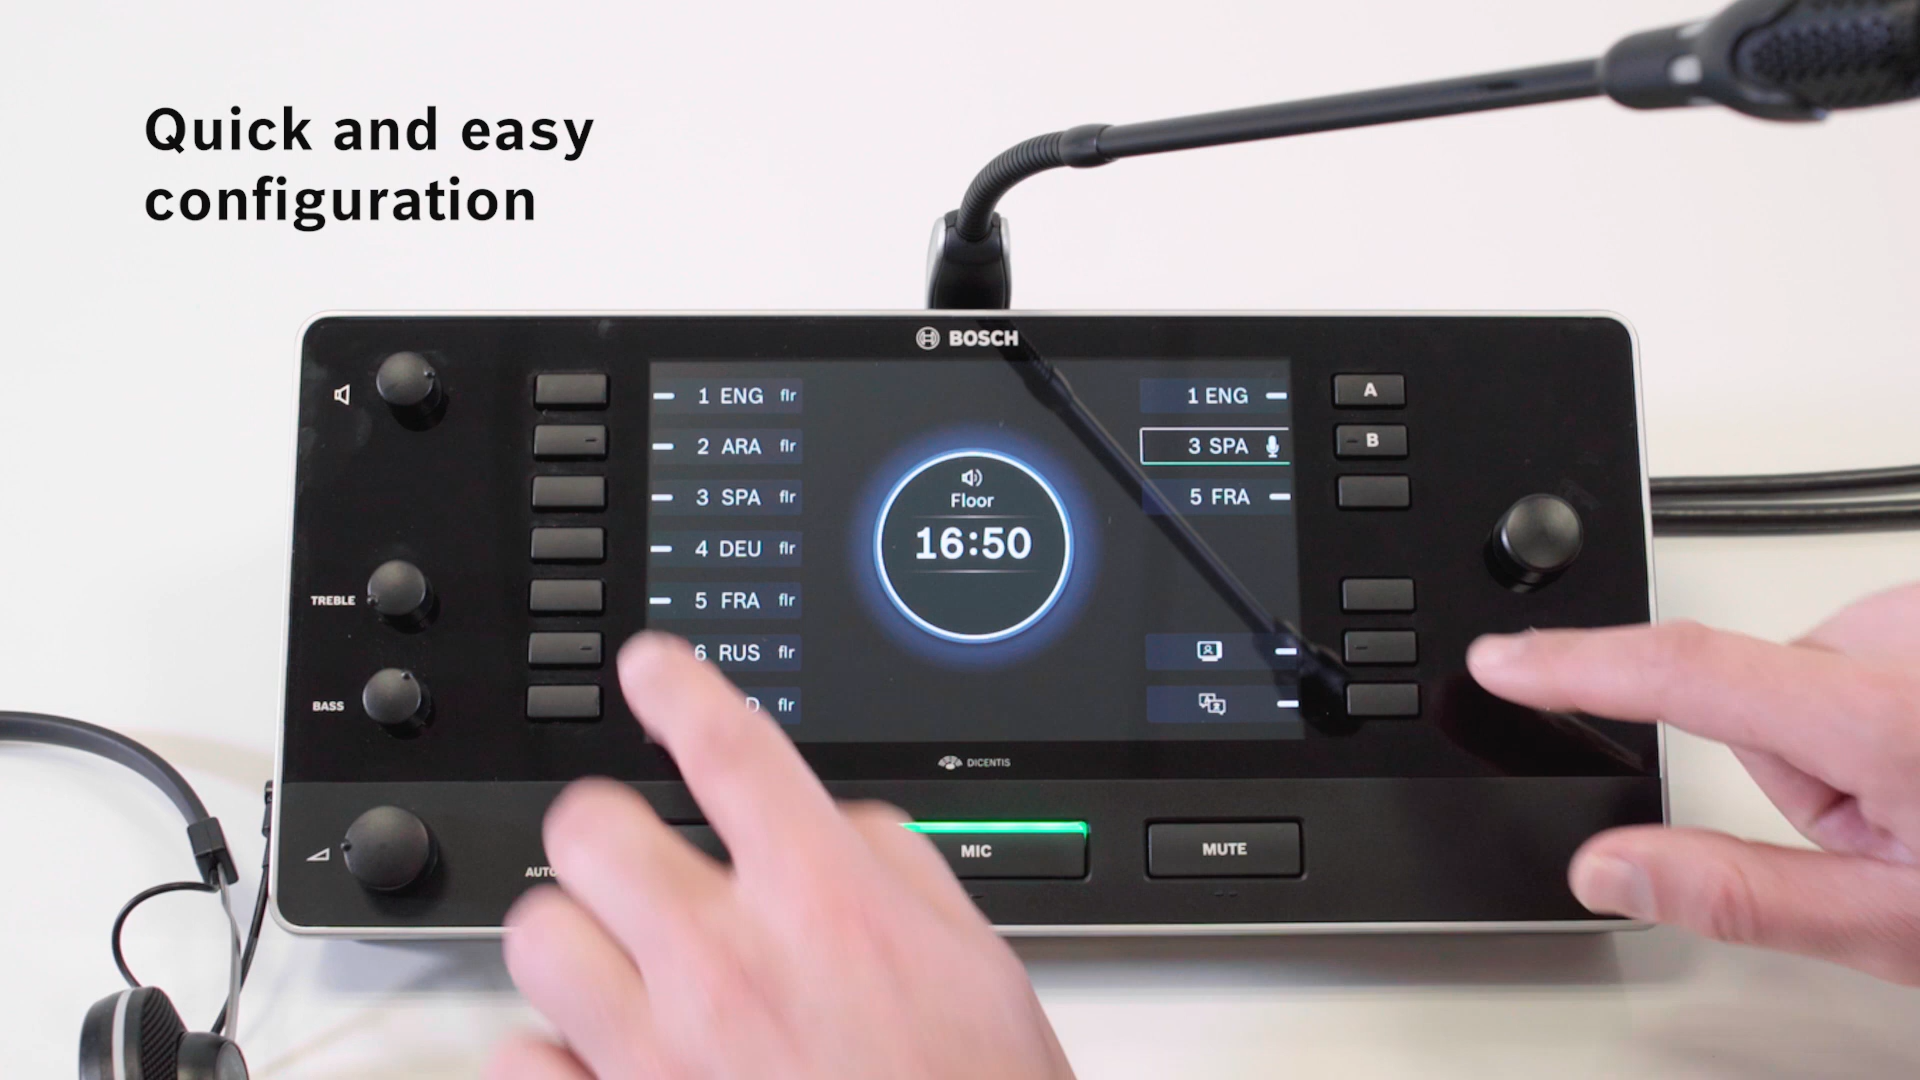 Quick and easy
configuration
BOSCH
1 ENG flr
2 ARA flr
3 SPA flr
4 DEU flr
5 FRA flr
6 RUS flr
flr
Floor
16:50
1 ENG
3 SPA
5 FRA
A
B
TREBLE
BASS
DICENTIS
MIC
MUTE